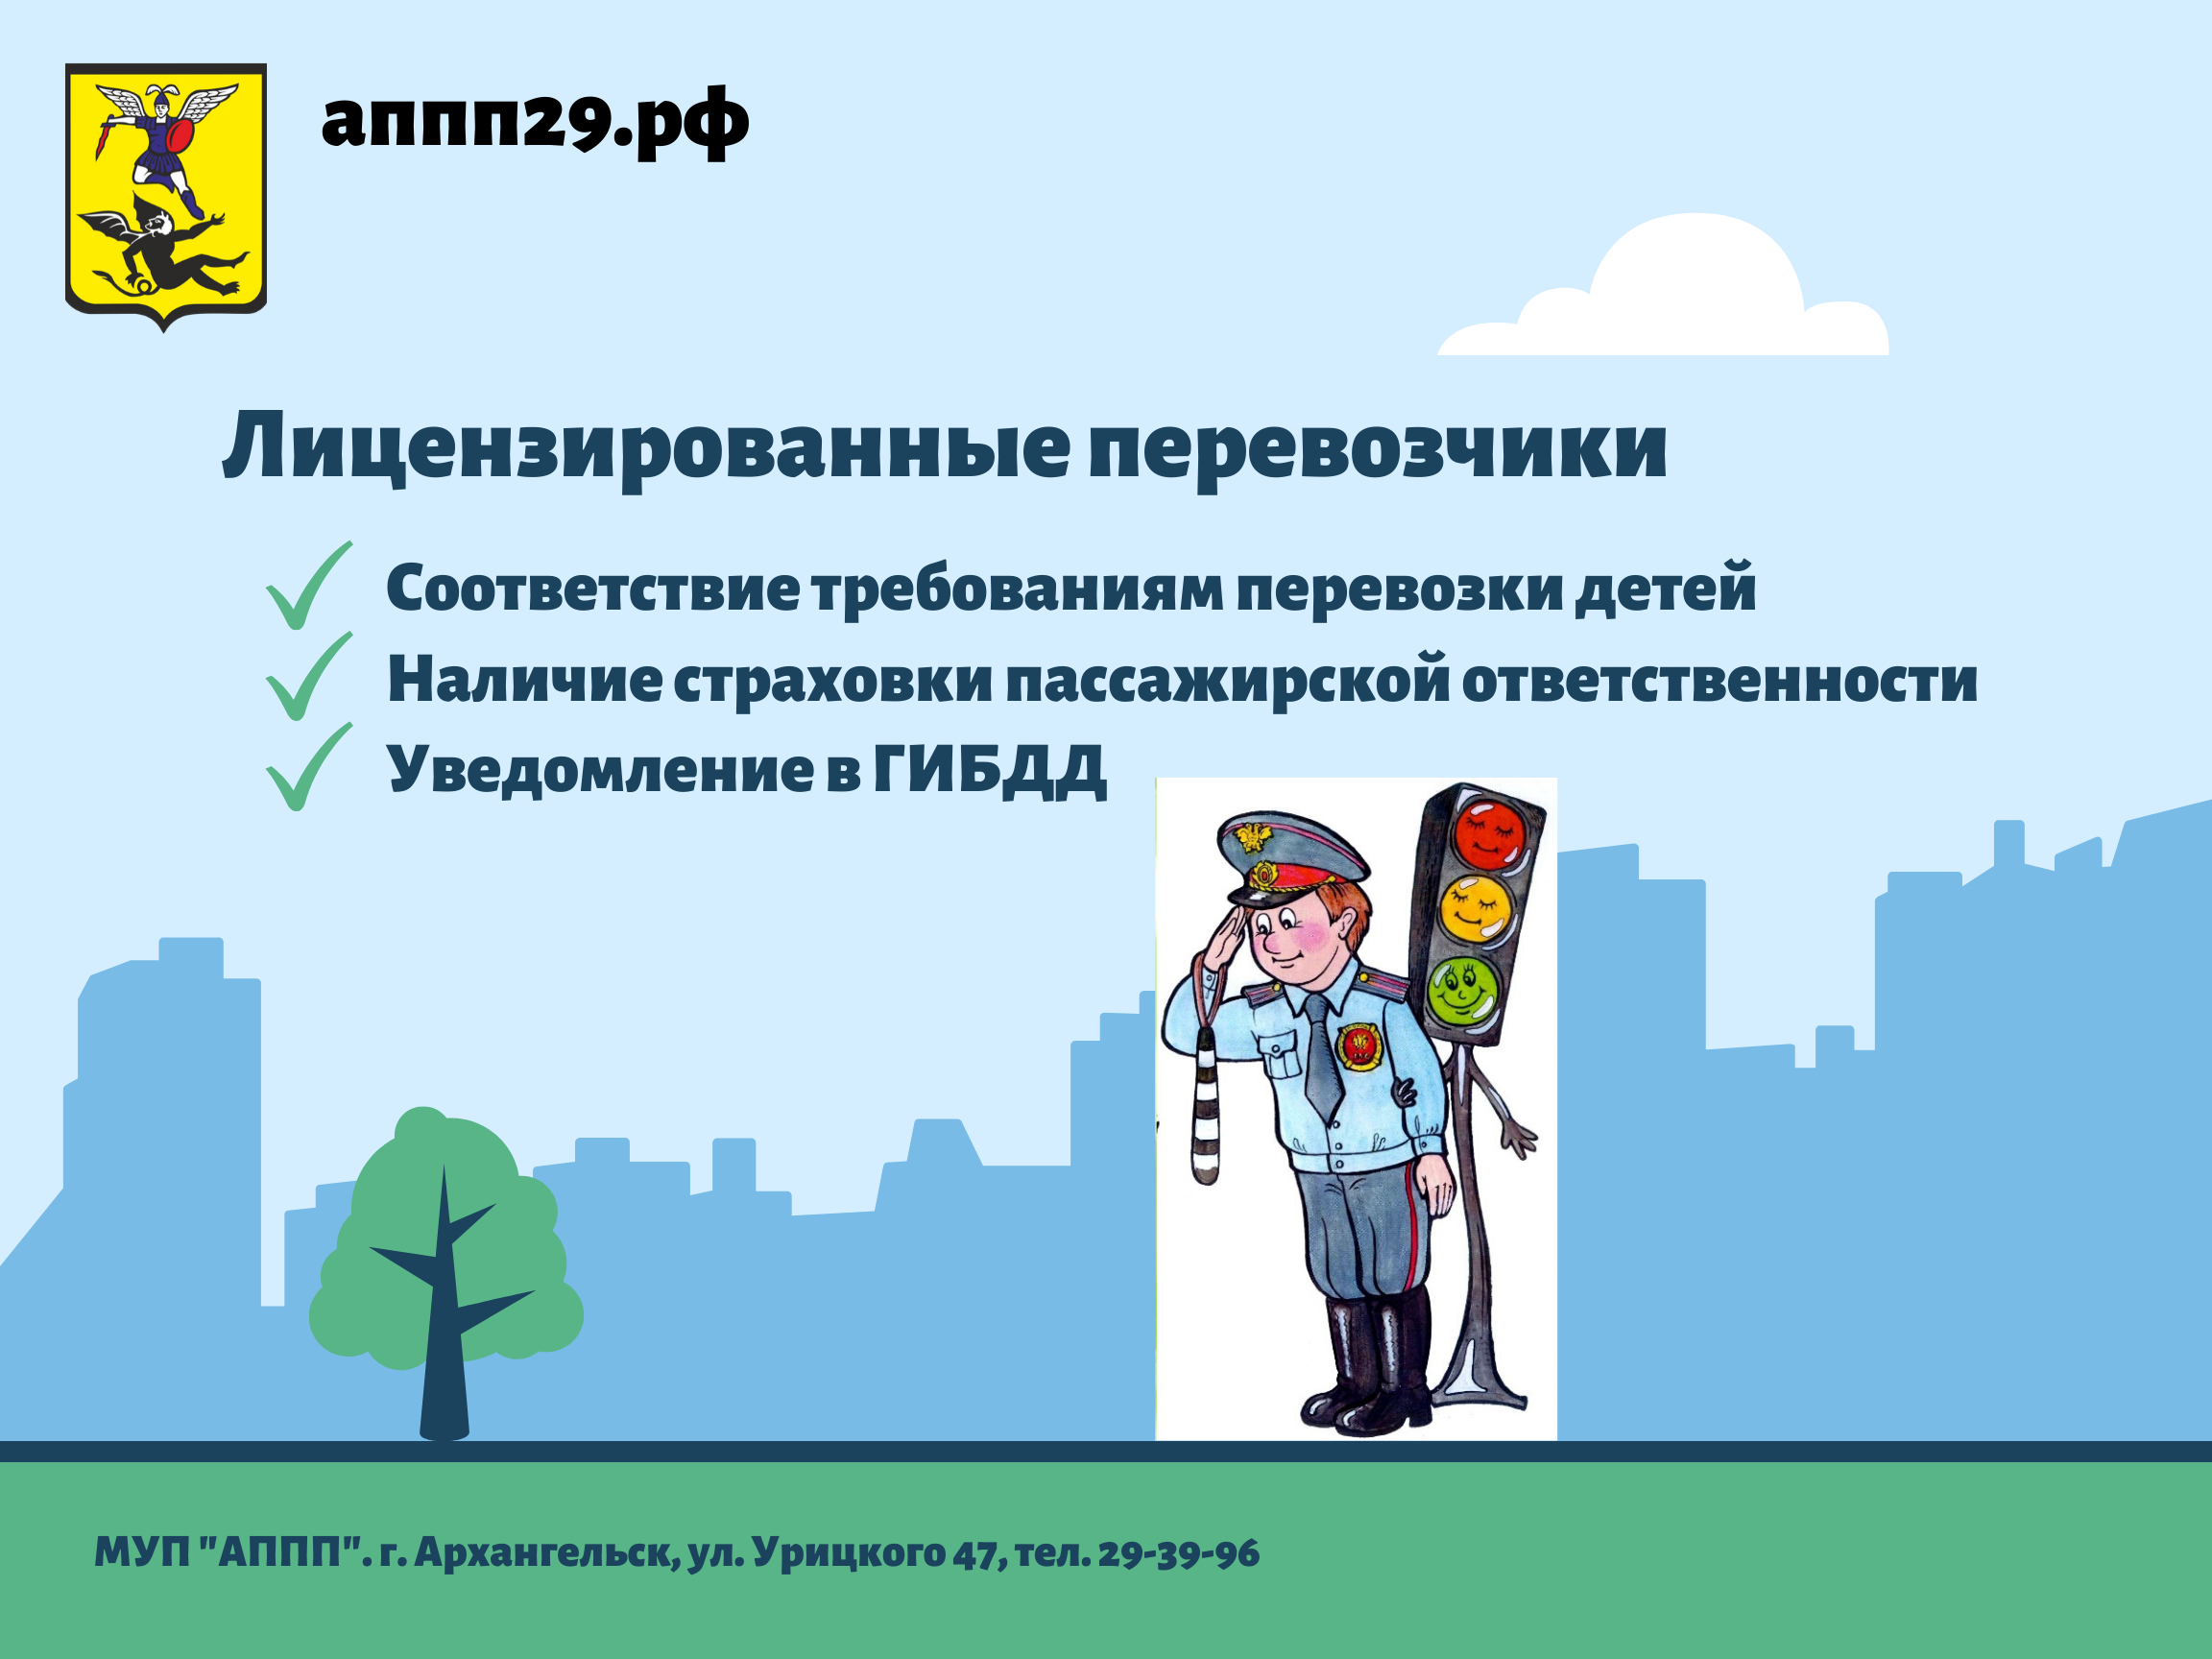 аппп29.рф
Лицензированные перевозчики
Соответствие требованиям перевозки детей
Наличие страховки пассажирской ответственности
Уведомление в ГИБДД
МУП "АППП". г. Архангельск, ул. Урицкого 47, тел. 29-39-96